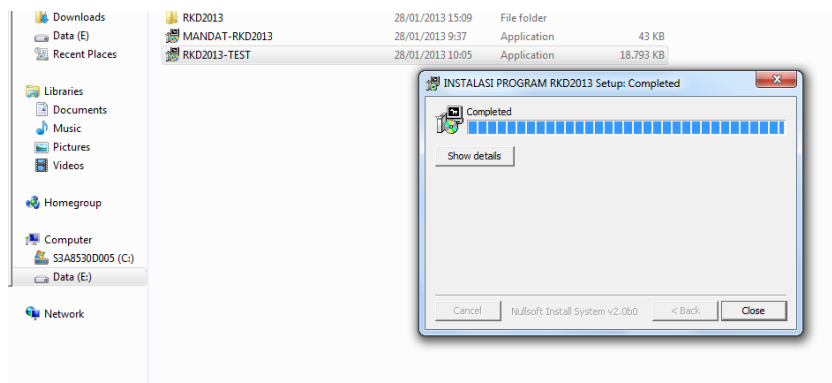 Downloads
Data (E)
Recent Places
Libraries
Documents
Music
Pictures
Videos
Homegroup
Computer
S3A8530D005 (C:)
Data (E:)
Network
RKD2013 28/01/2013 15:09 File folder
MANDAT-RKD2013 28/01/2013 9:37 Application 43 KB
RKD2013-TEST 28/01/2013 10:05 Application 18.793 KB
INSTALASI PROGRAM RKD2013 Setup: Completed
Completed
Show details
Cancel Nullsoft Install System v2.0b0 < Back Close